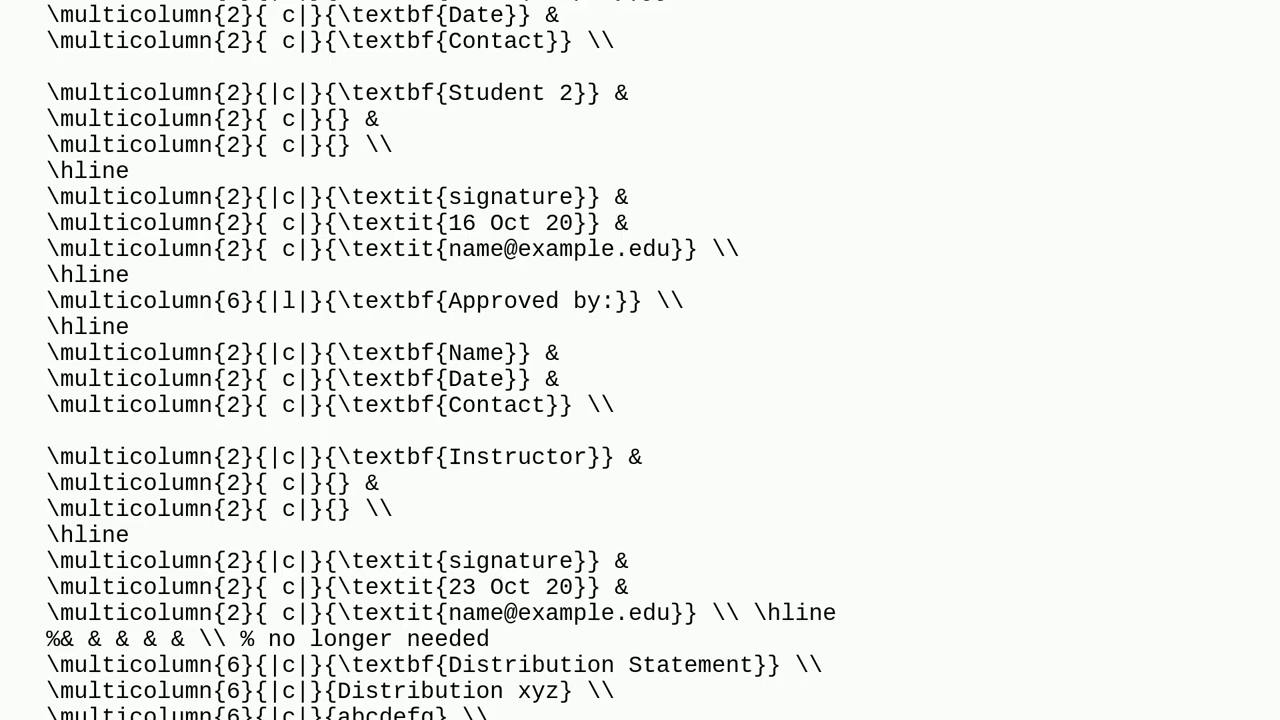 \multicolumn{2}{ c|}{\textbf{Date}} &
\multicolumn{2}{ c|}{\textbf{Contact}} \\
\multicolumn{2}{|c|}{\textbf{Student 2}} &
\multicolumn{2}{ c|}{} &
\multicolumn{2}{ c|}{} \\
\hline
\multicolumn{2}{|c|}{\textit{signature}} &
\multicolumn{2}{ c|}{\textit{16 Oct 20}} &
\multicolumn{2}{ c|}{\textit{name@example.edu}} \\
\hline
\multicolumn{6}{|l|}{\textbf{Approved by:}} \\
\hline
\multicolumn{2}{|c|}{\textbf{Name}} &
\multicolumn{2}{ c|}{\textbf{Date}} &
\multicolumn{2}{ c|}{\textbf{Contact}} \\
\multicolumn{2}{|c|}{\textbf{Instructor}} &
\multicolumn{2}{ c|}{} &
\multicolumn{2}{ c|}{} \\
\hline
\multicolumn{2}{|c|}{\textit{signature}} &
\multicolumn{2}{ c|}{\textit{23 Oct 20}} &
\multicolumn{2}{ c|}{\textit{name@example.edu}} \\ \hline
%& & & & & \\ % no longer needed
\multicolumn{6}{|c|}{\textbf{Distribution Statement}} \\
\multicolumn{6}{|c|}{Distribution xyz} \\
\multicolumn{6}{|c|}{abcdefg} \\